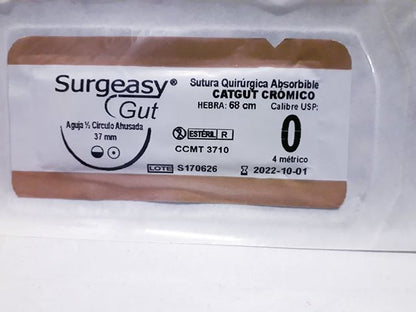 Surgeasy®
Gut
Sutura Quirúrgica Absorbible
CATGUT CRÓMICO
HEBRA: 68 cm Calibre USP:
0
4 métrico
Aguja ½ Círculo Ahusada
37 mm
2 ESTÉRIL R
CCMT 3710
LOTE S170626 2022-10-01